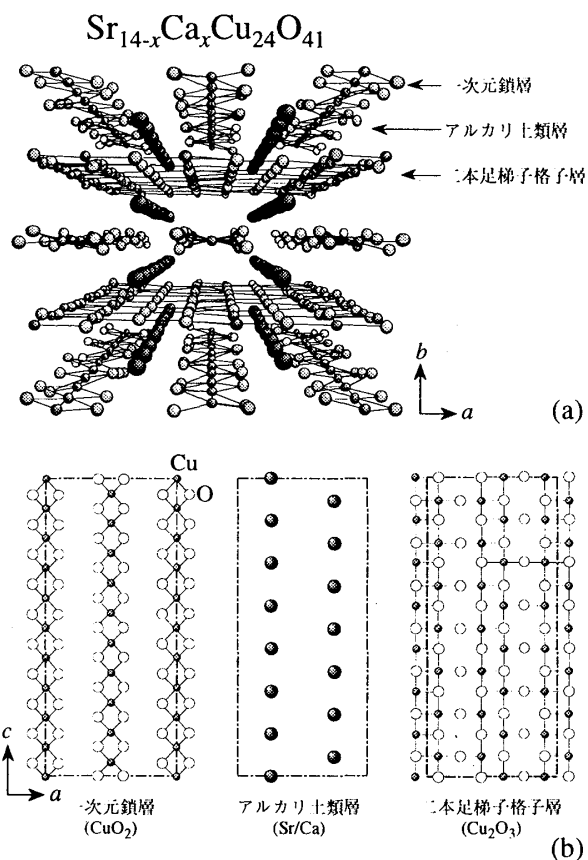 Sr14-xCaxCu24O41
一次元鎖層
アルカリ土類層
二本足梯子格子層
b
a
(a)
Cu
O
c
a
一次元鎖層
(CuO2)
アルカリ土類層
(Sr/Ca)
二本足梯子格子層
(Cu2O3)
(b)